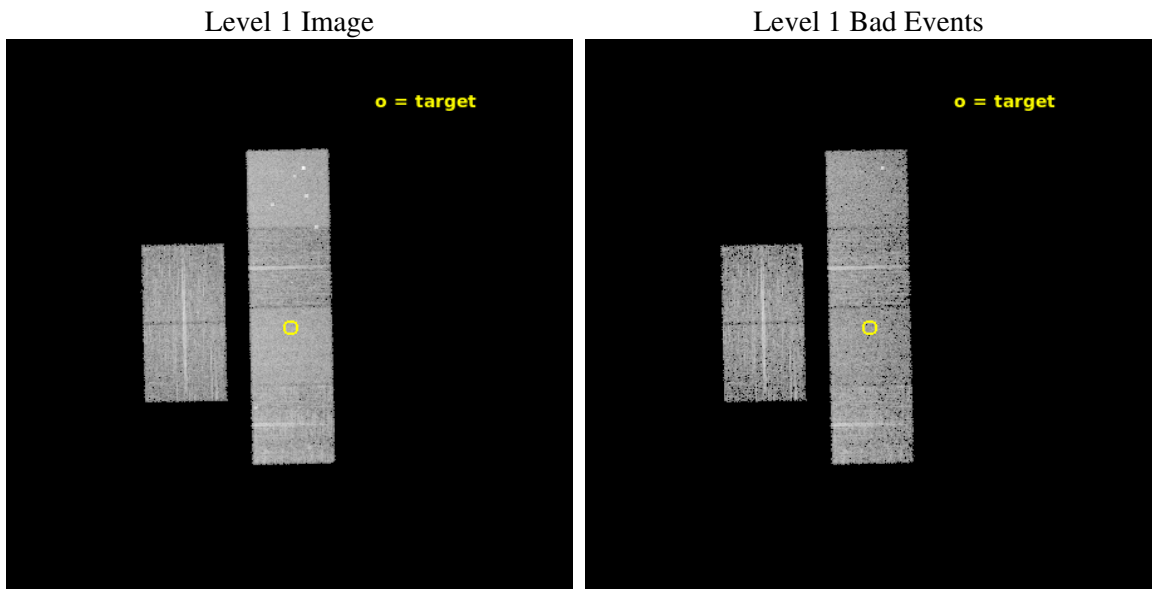 Level 1 Image
Level 1 Bad Events
o = target
o = target